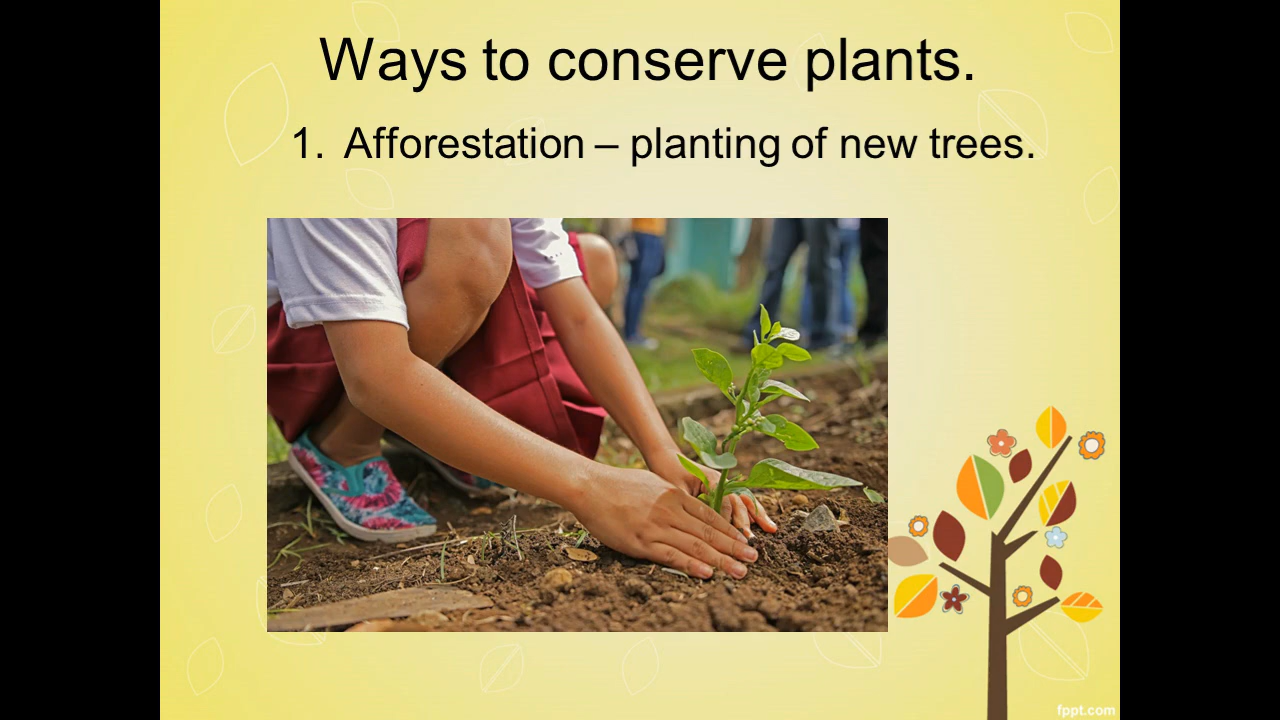 Ways to conserve plants.
1. Afforestation – planting of new trees.
fppt.com